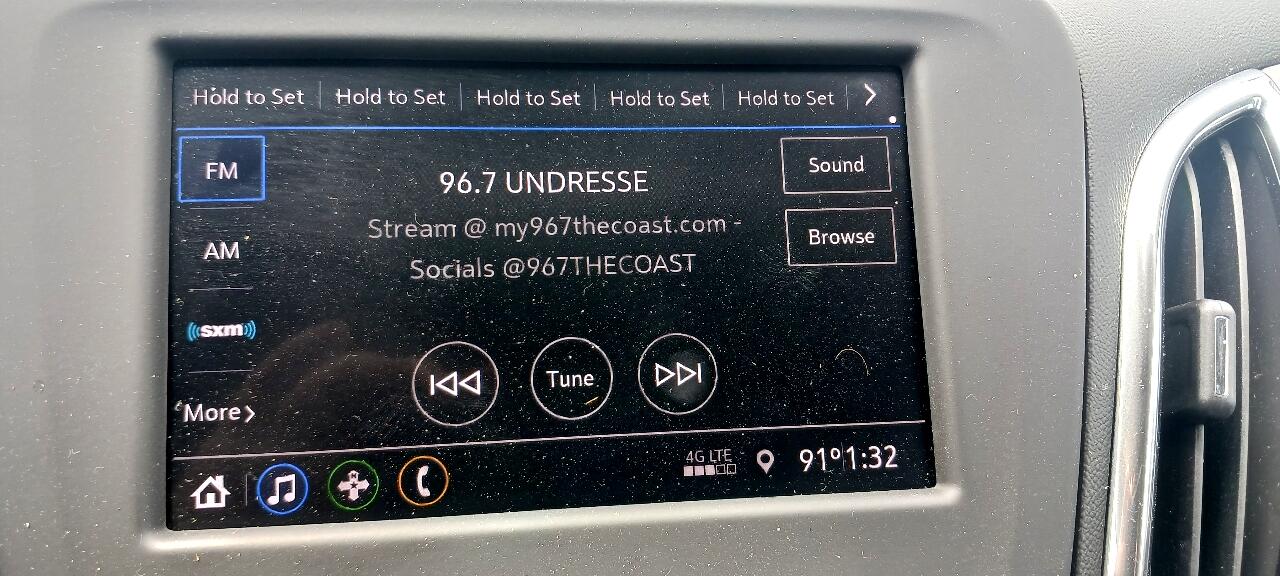 Hold to Set Hold to Set Hold to Set Hold to Set Hold to Set
FM
Sound
96.7 UNDRESSE
Stream @ my967thecoast.com -
AM
Browse
Socials @967THECOAST
sxm
Tune
More
4G LTE
91° 1:32